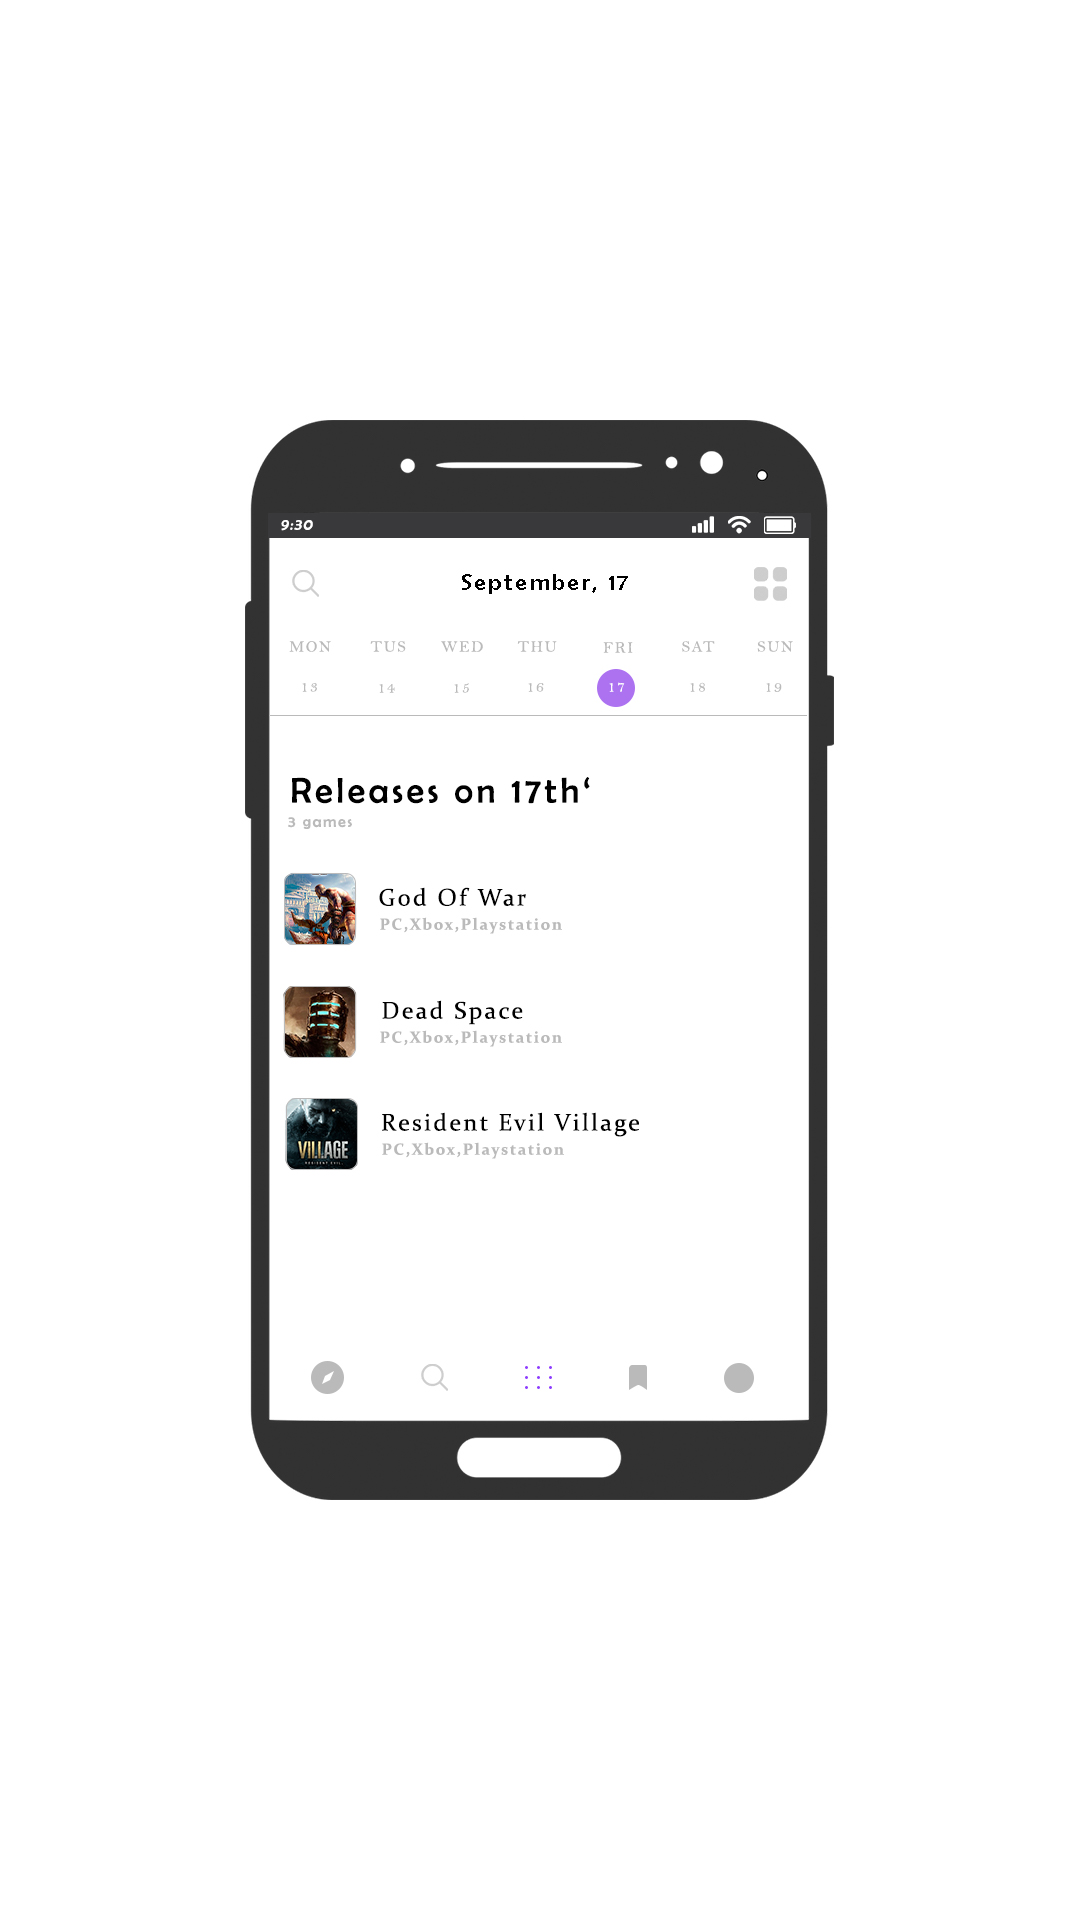 9:30
September, 17
MON TUS WED THU FRI SAT SUN
13 14 15 16 17 18 19
Releases on 17th‘
3 games
God Of War
PC,Xbox,Playstation
Dead Space
PC,Xbox,Playstation
Resident Evil Village
PC,Xbox,Playstation
VILLAGE
RESIDENT EVIL